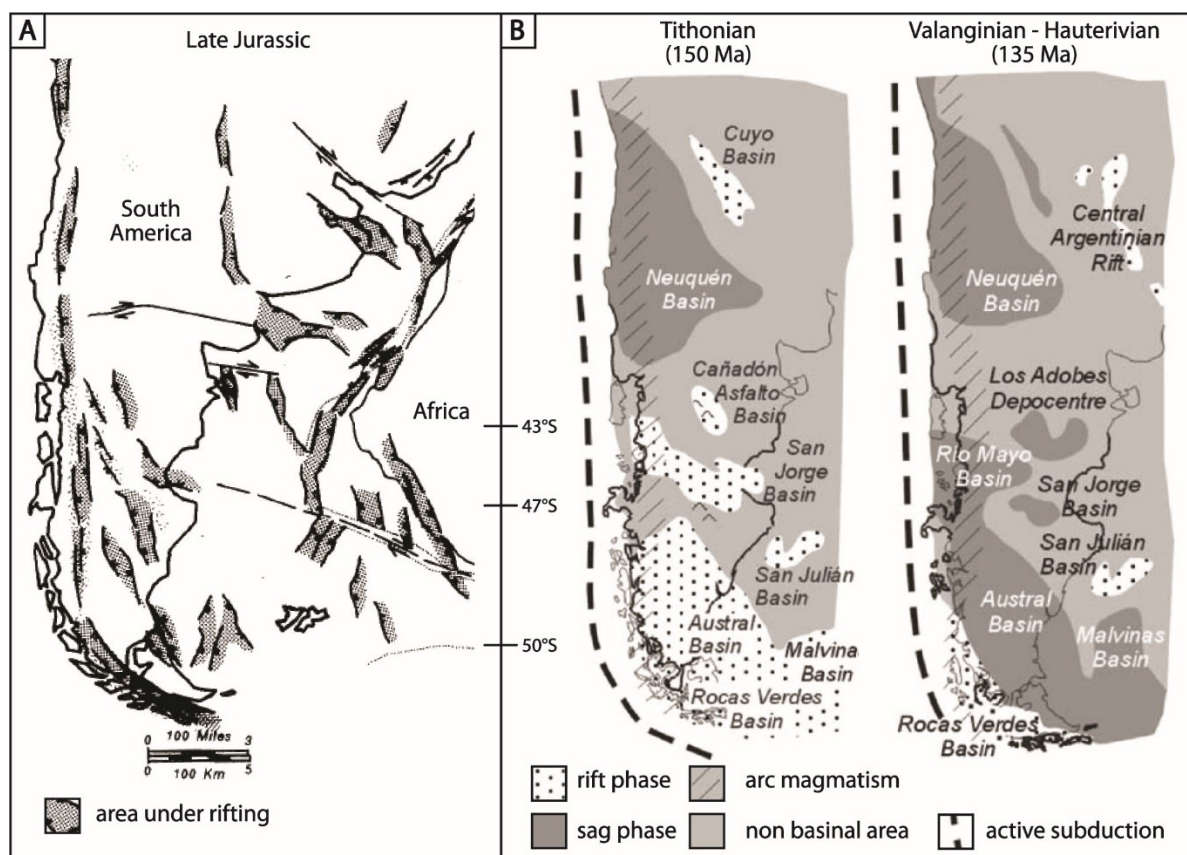 A
Late Jurassic
South
America
Africa
43°S
47°S
50°S
0 100 Miles 3
0 100 Km 5
area under rifting
B
Tithonian
(150 Ma)
Cuyo
Basin
Neuquén
Basin
Cañadón
Asfalto
Basin
San
Jorge
Basin
San Julián
Basin
Austral
Basin
Malvinas
Basin
Rocas Verdes
Basin
Valanginian - Hauterivian
(135 Ma)
Central
Argentinian
Rift
Neuquén
Basin
Los Adobes
Depocentre
Río Mayo
Basin
San Jorge
Basin
San Julián
Basin
Austral
Basin
Malvinas
Basin
Rocas Verdes
Basin
rift phase
arc magmatism
sag phase
non basinal area
active subduction